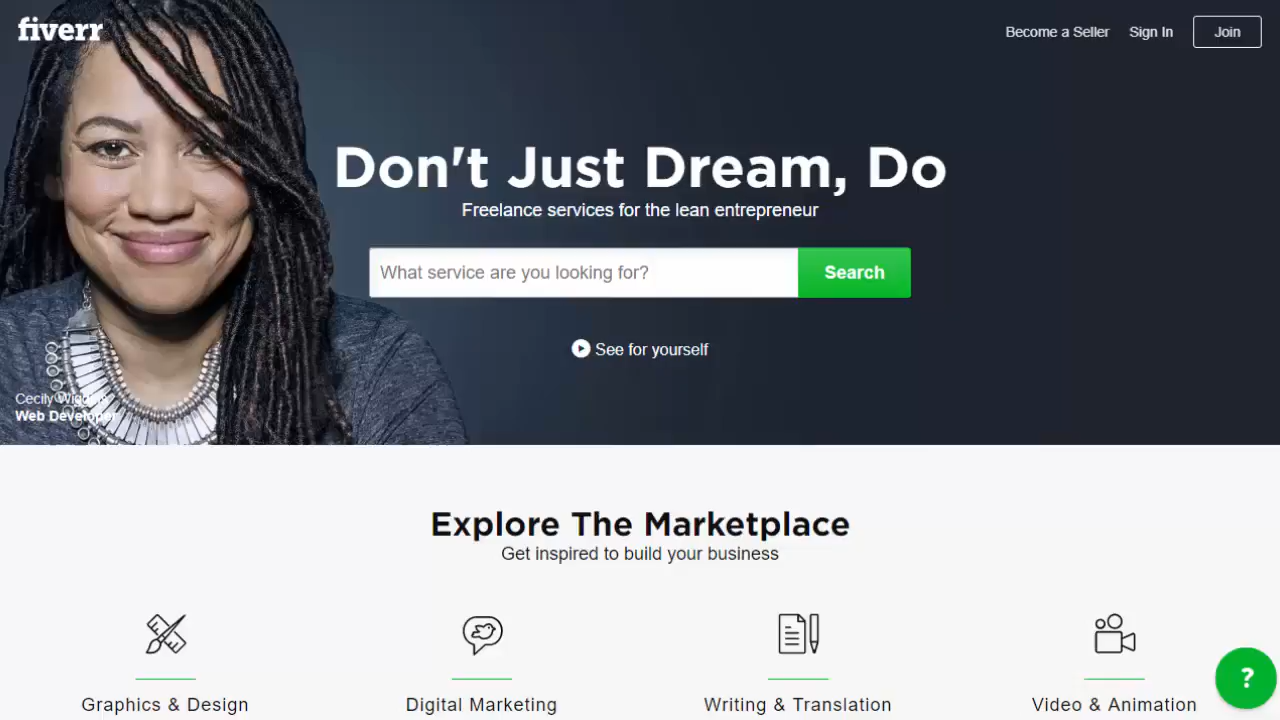 fiverr
Become a Seller
Sign In
Join
Don't Just Dream, Do
Freelance services for the lean entrepreneur
What service are you looking for?
Search
See for yourself
Cecily Wiggins
Web Developer
Explore The Marketplace
Get inspired to build your business
?
Graphics & Design
Digital Marketing
Writing & Translation
Video & Animation